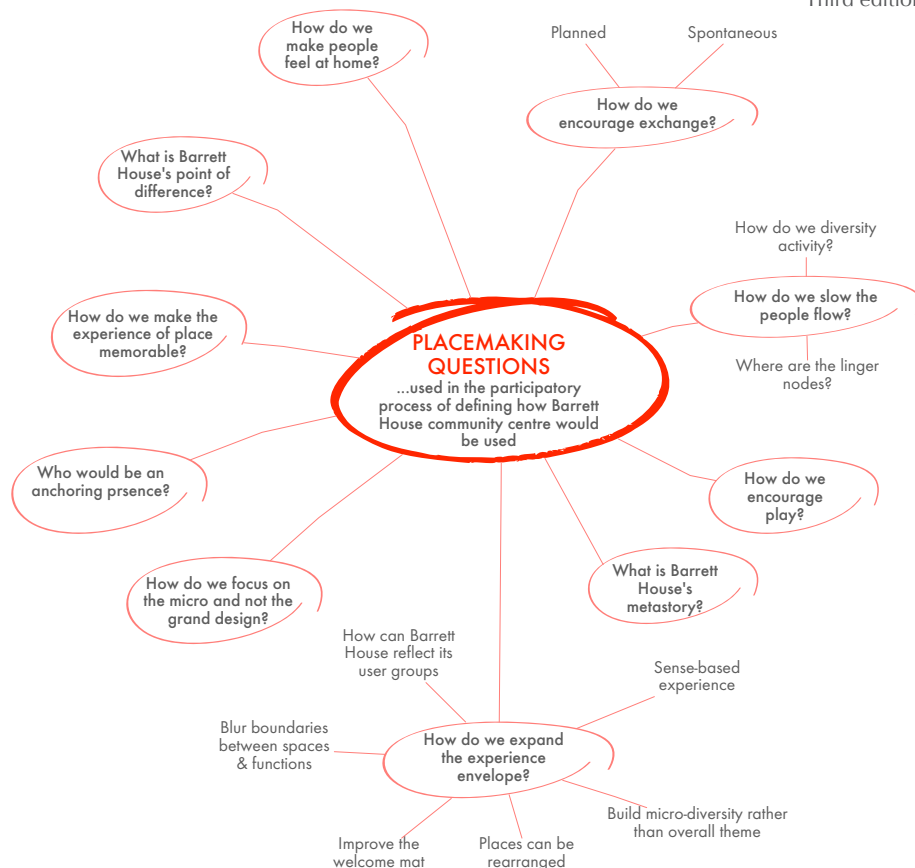 Third edition
How do we
make people
feel at home?
Planned
Spontaneous
How do we
encourage exchange?
What is Barrett
House's point of
difference?
How do we diversity
activity?
How do we slow the
people flow?
Where are the linger
nodes?
How do we make the
experience of place
memorable?
PLACEMAKING
QUESTIONS
...used in the participatory
process of defining how Barrett
House community centre would
be used
Who would be an
anchoring prsence?
How do we
encourage
play?
How do we focus on
the micro and not the
grand design?
What is Barrett
House's
metastory?
How can Barrett
House reflect its
user groups
Sense-based
experience
Blur boundaries
between spaces
& functions
How do we expand
the experience
envelope?
Build micro-diversity rather
than overall theme
Improve the
welcome mat
Places can be
rearranged